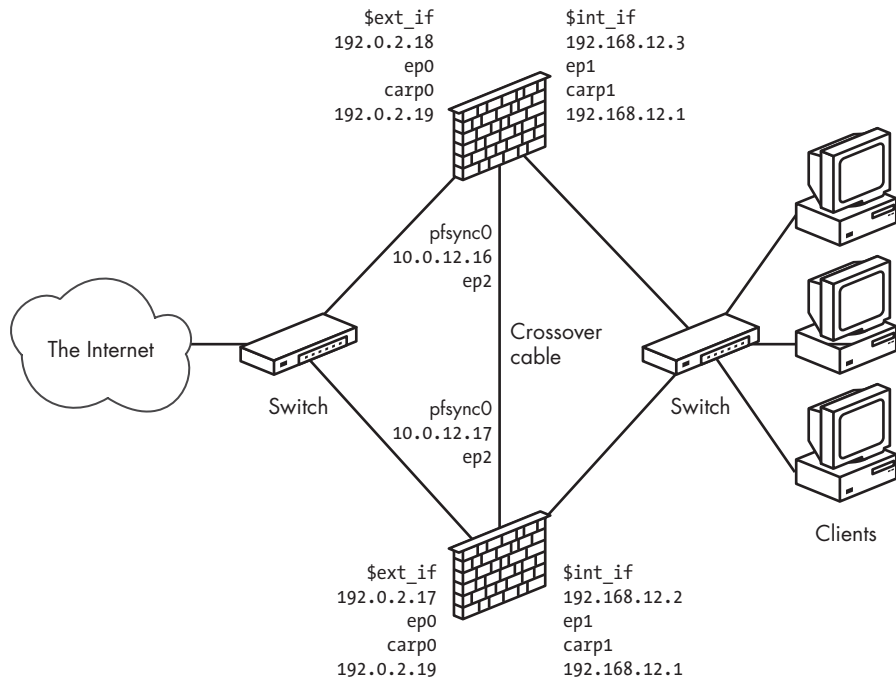 $ext_if
192.0.2.18
ep0
carp0
192.0.2.19
$int_if
192.168.12.3
ep1
carp1
192.168.12.1
pfsync0
10.0.12.16
ep2
The Internet
Switch
Crossover
cable
Switch
pfsync0
10.0.12.17
ep2
Clients
$ext_if
192.0.2.17
ep0
carp0
192.0.2.19
$int_if
192.168.12.2
ep1
carp1
192.168.12.1